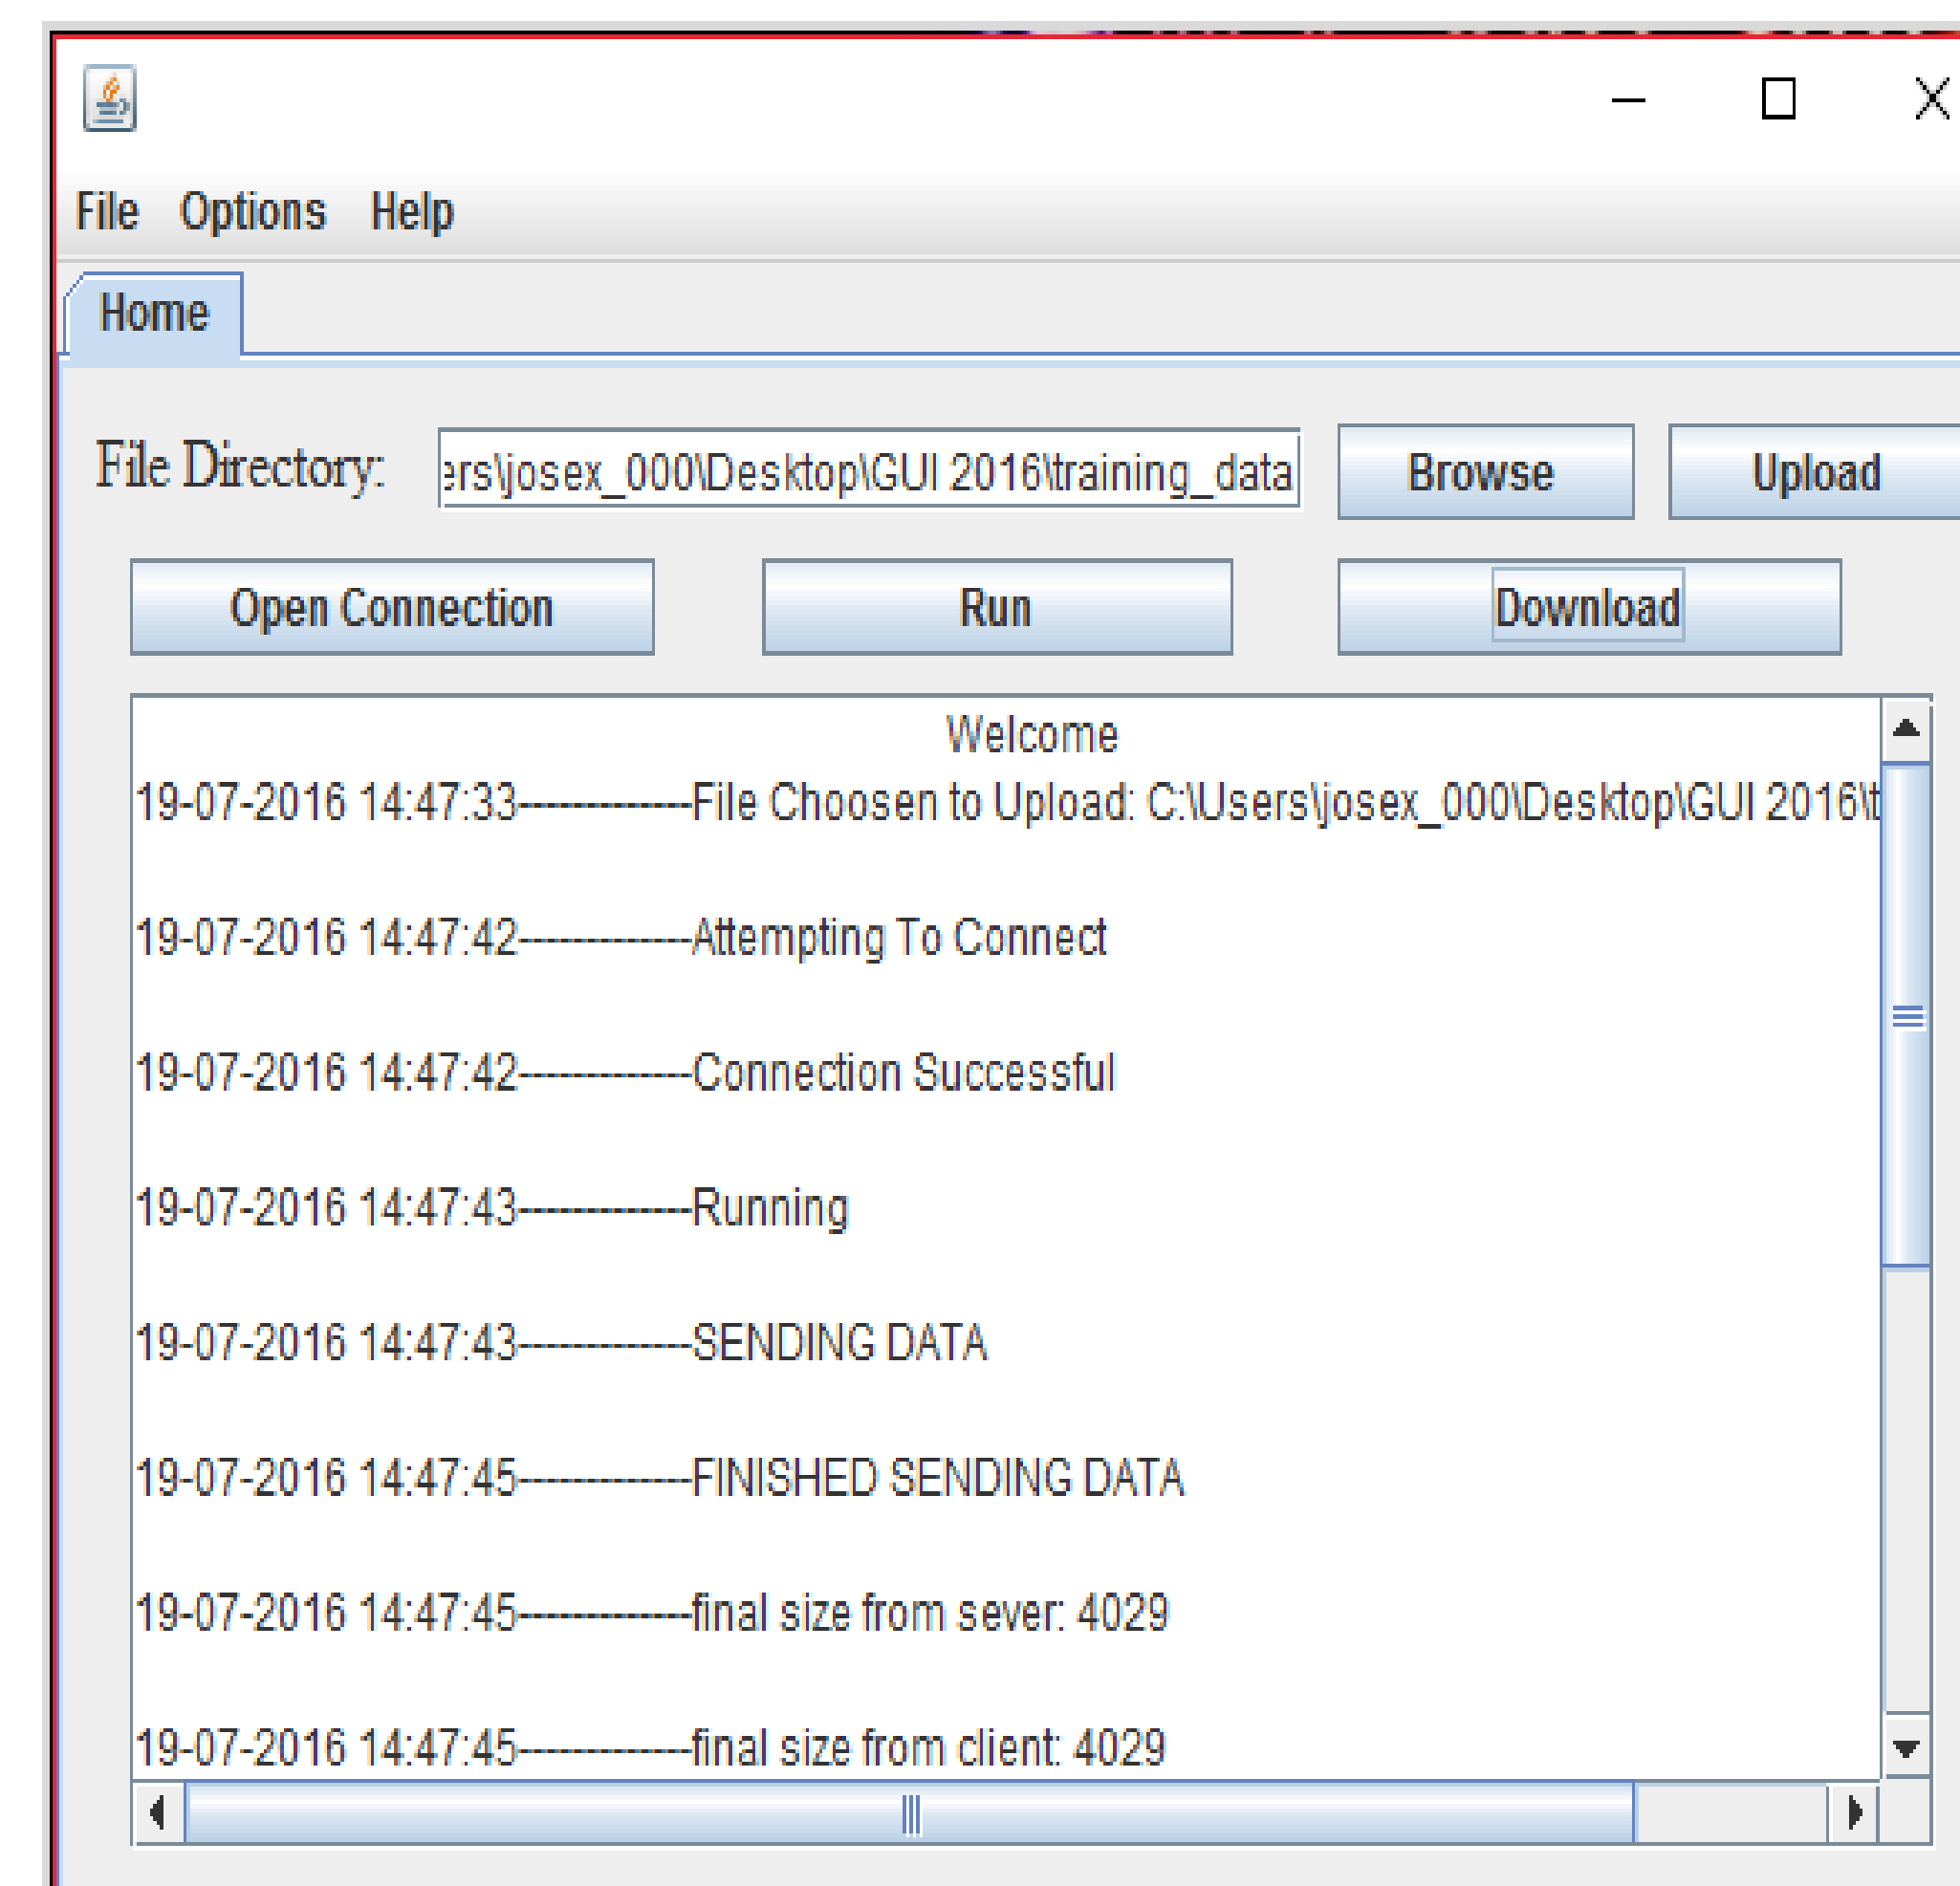 File Options Help
Home
File Directory: ers\josex_000\Desktop\GUI 2016\training_data Browse Upload
Open Connection Run Download
Welcome
19-07-2016 14:47:33-------------File Choosen to Upload: C:\Users\josex_000\Desktop\GUI 2016\t
19-07-2016 14:47:42-------------Attempting To Connect
19-07-2016 14:47:42-------------Connection Successful
19-07-2016 14:47:43-------------Running
19-07-2016 14:47:43-------------SENDING DATA
19-07-2016 14:47:45-------------FINISHED SENDING DATA
19-07-2016 14:47:45-------------final size from sever: 4029
19-07-2016 14:47:45-------------final size from client: 4029